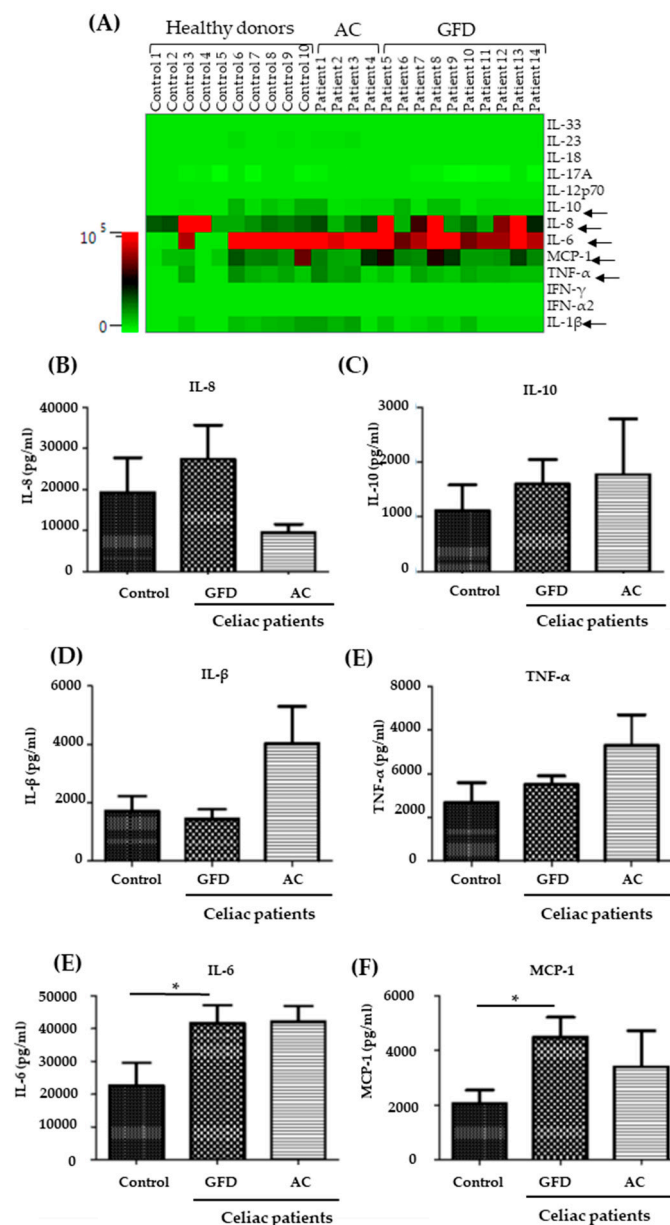 (A)
Healthy donors AC GFD
Control 1
Control 2
Control 3
Control 4
Control 5
Control 6
Control 7
Control 8
Control 9
Control 10
Patient 1
Patient 2
Patient 3
Patient 4
Patient 5
Patient 6
Patient 7
Patient 8
Patient 9
Patient 10
Patient 11
Patient 12
Patient 13
Patient 14
IL-33
IL-23
IL-18
IL-17A
IL-12p70
IL-10
IL-8
IL-6
MCP-1
TNF-α
IFN-γ
IFN-α2
IL-1β
10 5
0
(B)
IL-8
IL-8 (pg/ml)
40000
30000
20000
10000
0
Control GFD AC
Celiac patients
(C)
IL-10
IL-10 (pg/ml)
3000
2000
1000
0
Control GFD AC
Celiac patients
(D)
IL-β
IL-β (pg/ml)
6000
4000
2000
0
Control GFD AC
Celiac patients
(E)
TNF-α
TNF-α (pg/ml)
8000
4000
6000
2000
0
Control GFD AC
Celiac patients
(E)
IL-6
IL-6 (pg/ml)
50000
40000
30000
20000
10000
0
*
Control GFD AC
Celiac patients
(F)
MCP-1
MCP-1 (pg/ml)
6000
4000
2000
0
*
Control GFD AC
Celiac patients